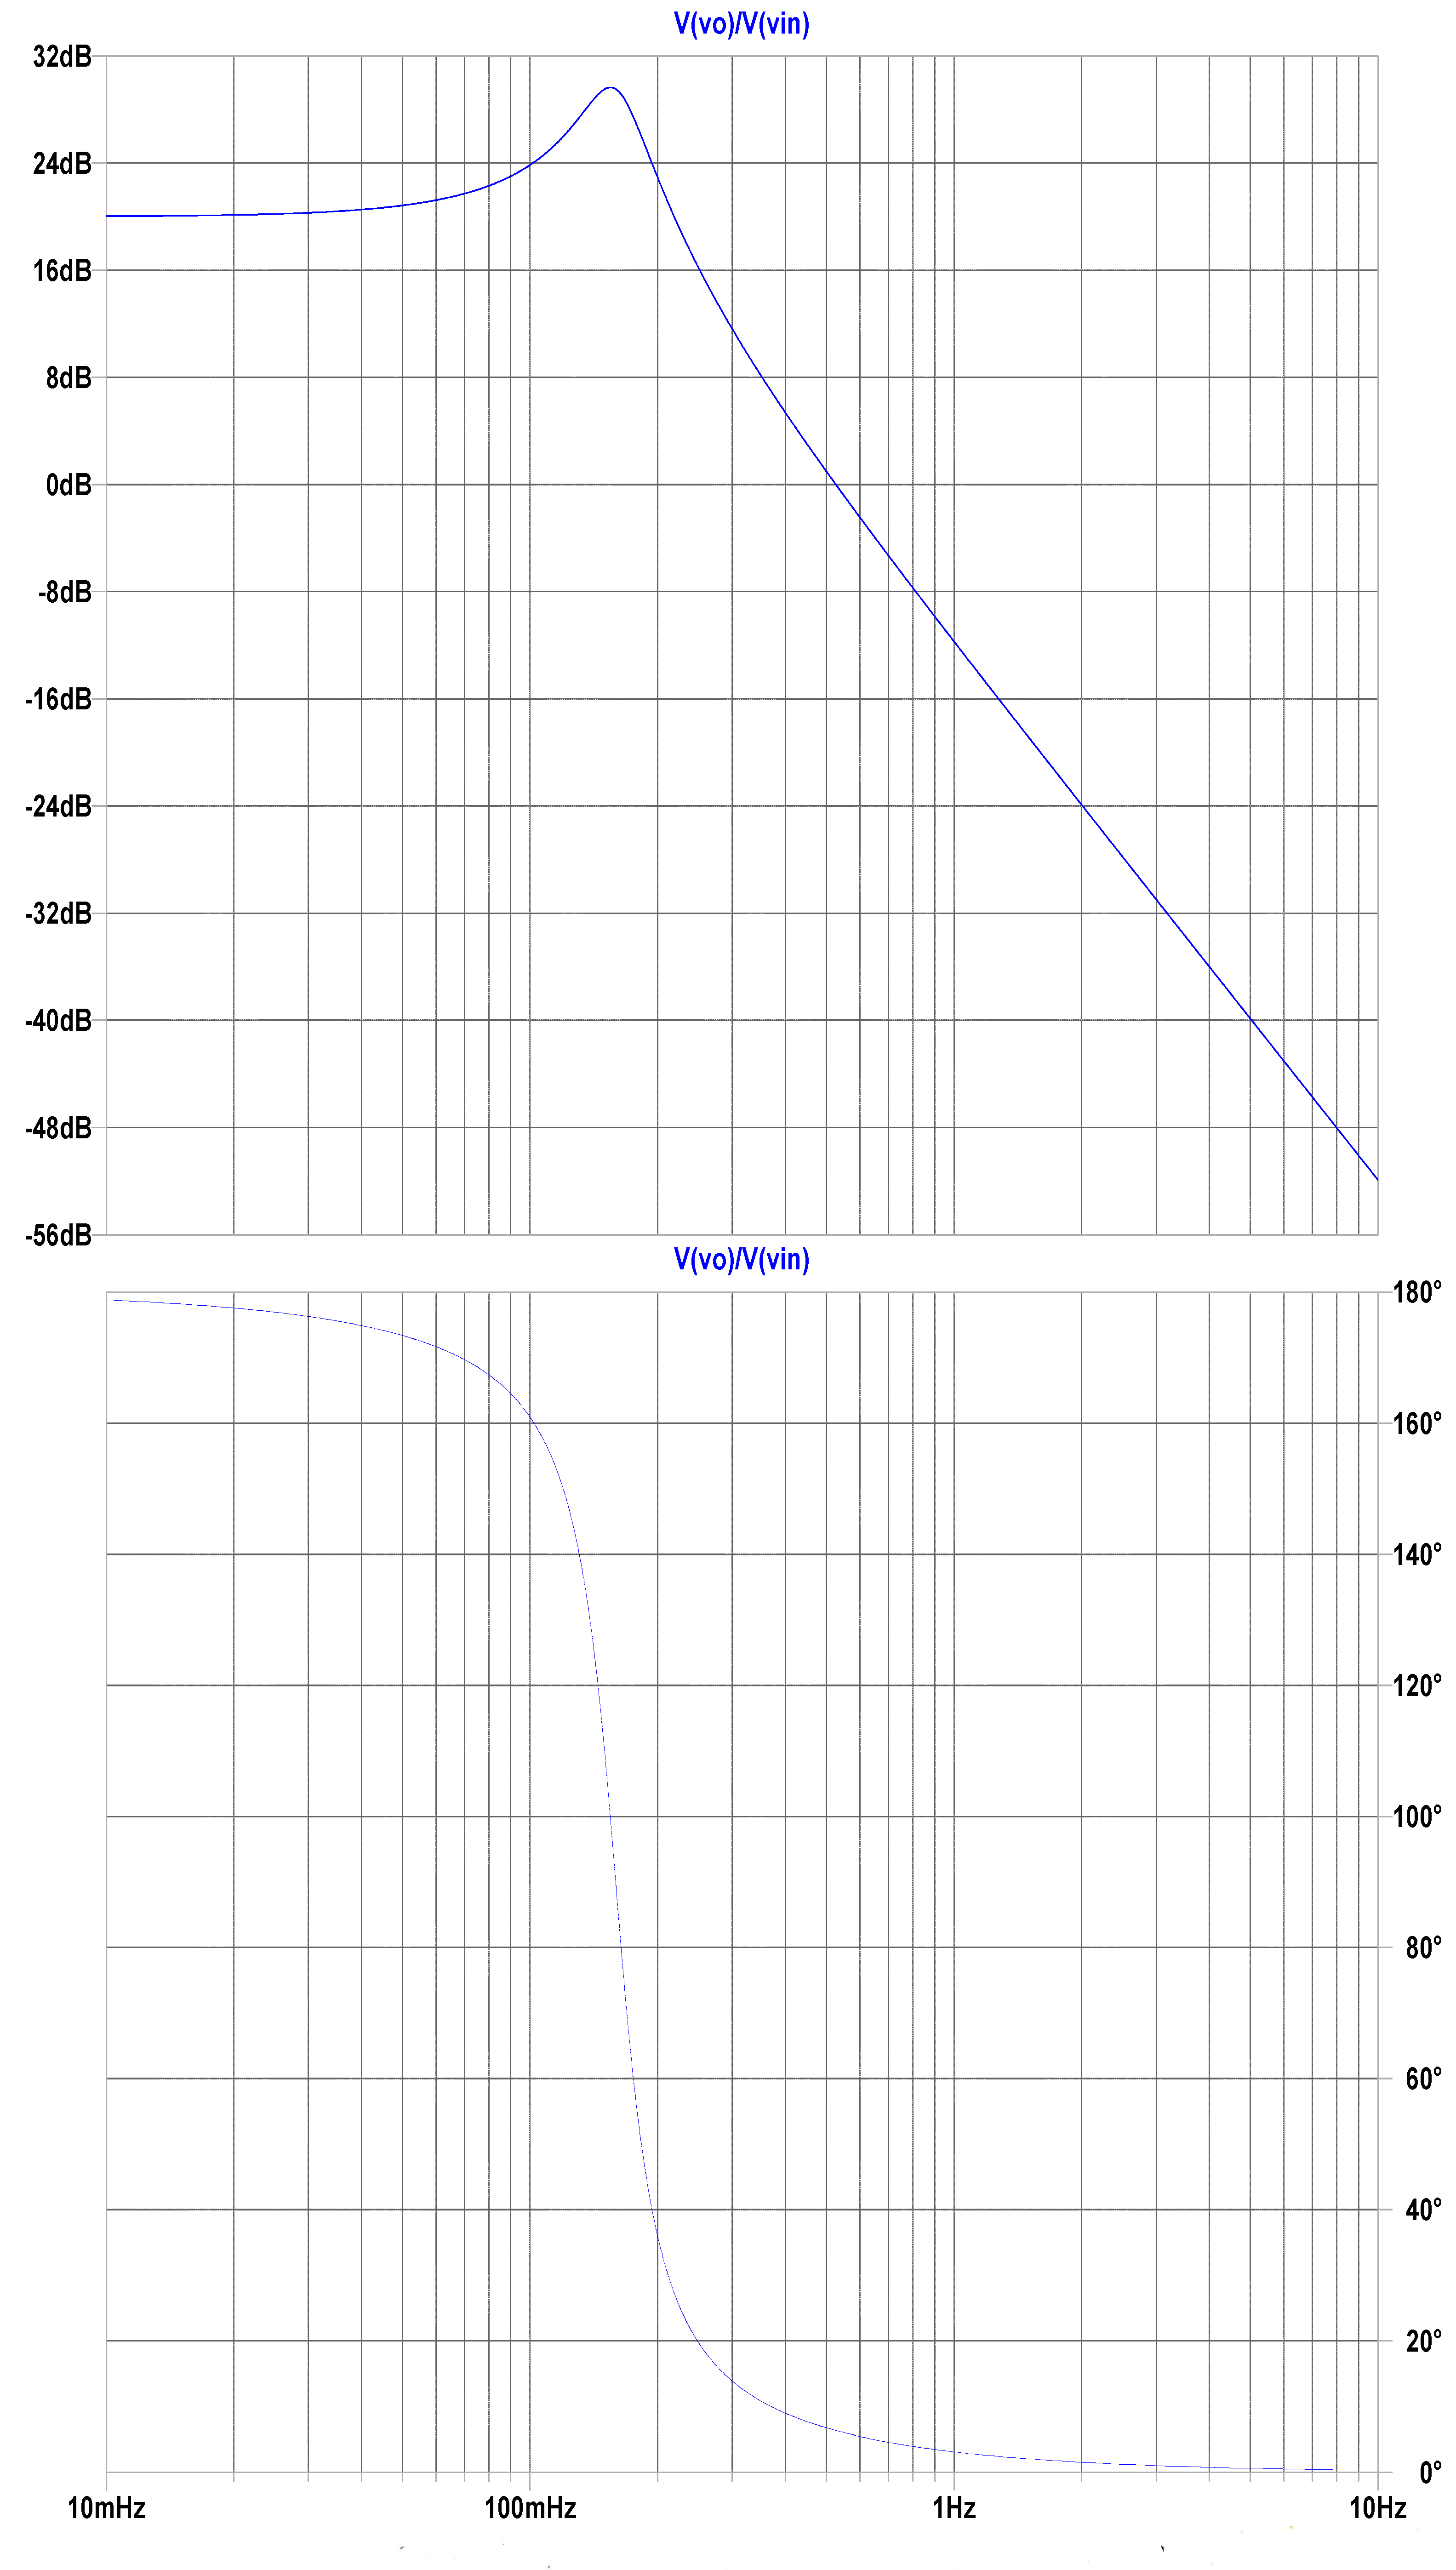 V(vo)/V(vin)
32dB
24dB
16dB
8dB
0dB
-8dB
-16dB
-24dB
-32dB
-40dB
-48dB
-56dB
V(vo)/V(vin)
180°
160°
140°
120°
100°
80°
60°
40°
20°
0°
10mHz 100mHz 1Hz 10Hz